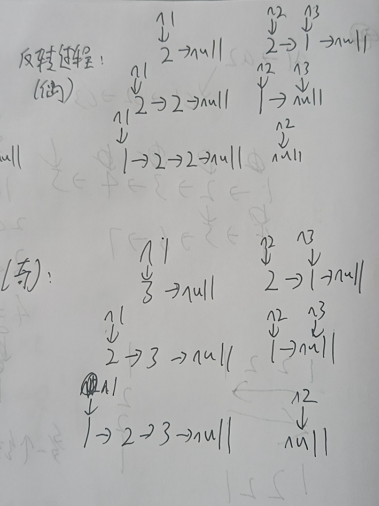 n1 n2 n3
反转过程: 2→null 2→1→null
(偶) n1 n2 n3
2→2→null 1→null
n1 n2
null 1→2→2→null null
(奇): n1 n2 n3
3→null 2→1→null
n1 n2 n3
2→3→null 1→null
n1 n2
1→2→3→null null